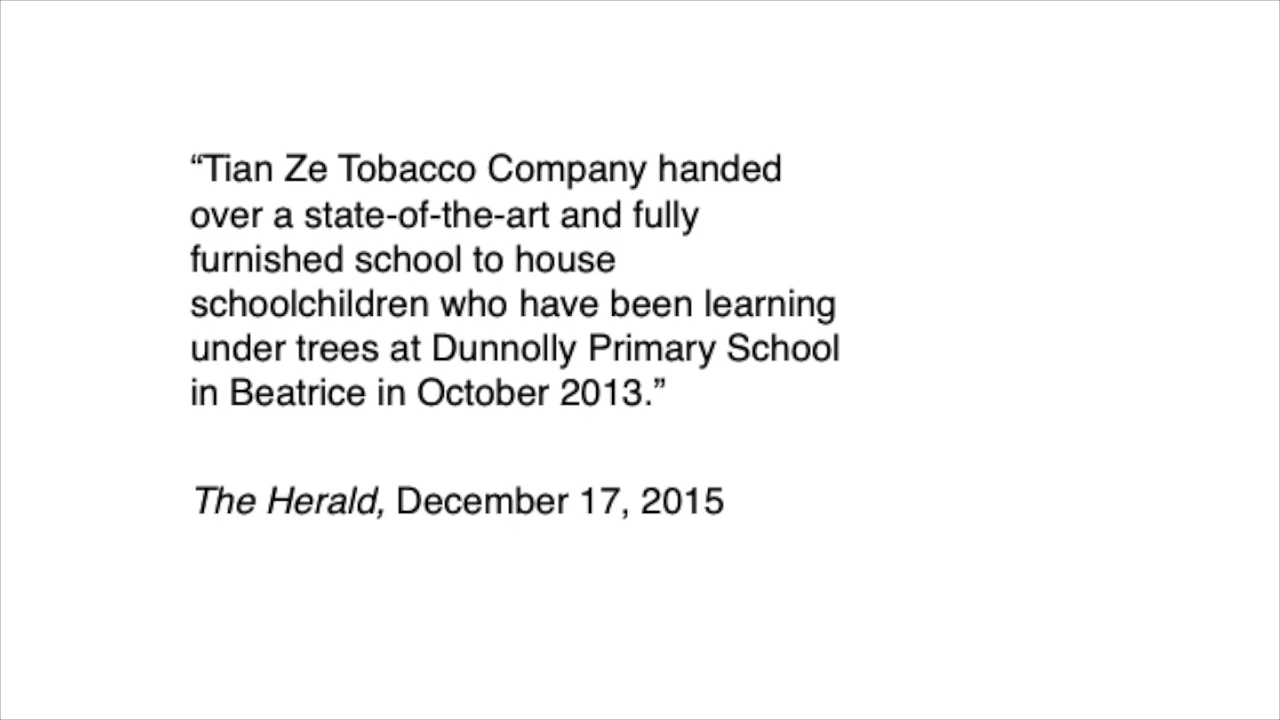 “Tian Ze Tobacco Company handed
over a state-of-the-art and fully
furnished school to house
schoolchildren who have been learning
under trees at Dunnolly Primary School
in Beatrice in October 2013.”
The Herald, December 17, 2015